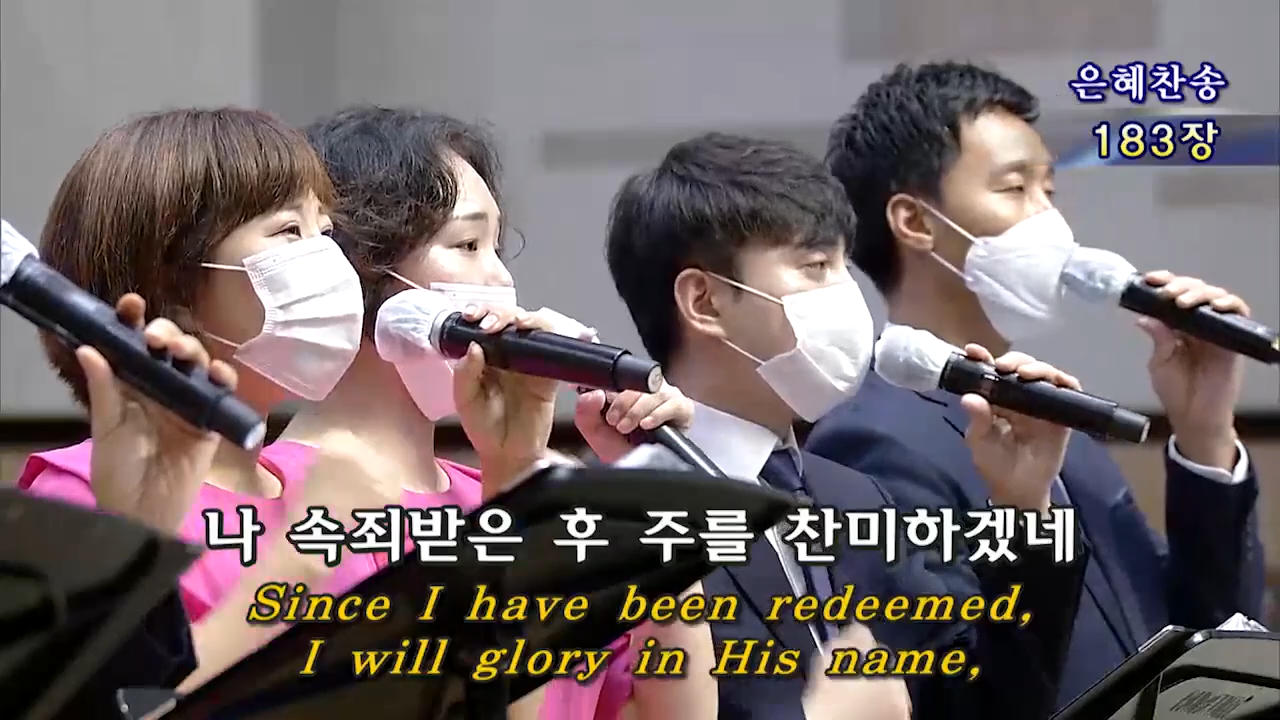 은혜찬송
183장
나 속죄받은 후 주를 찬미하겠네
Since I have been redeemed,
I will glory in His name,